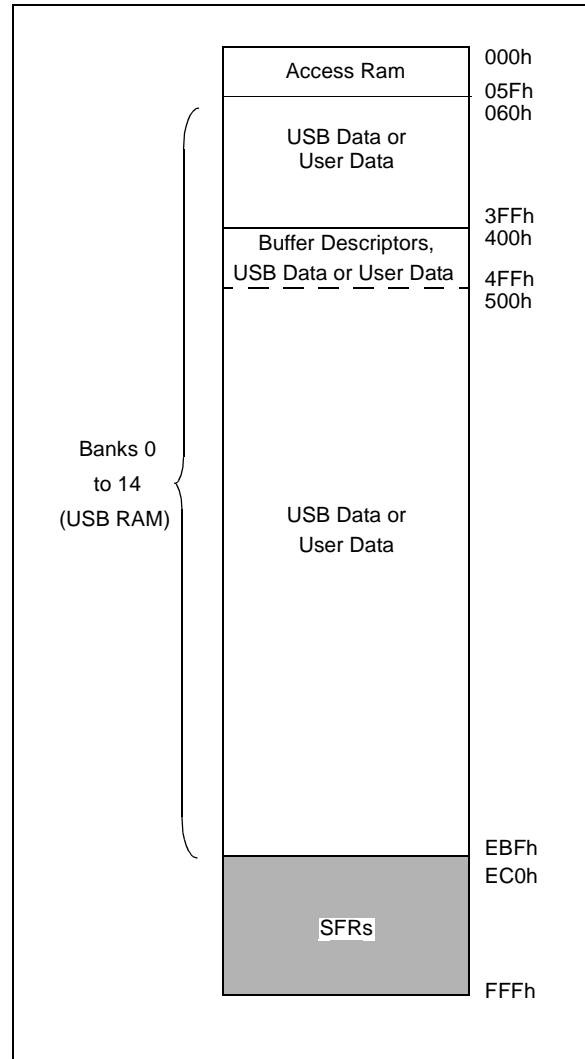 Access Ram
000h
05Fh
060h
USB Data or
User Data
3FFh
400h
Buffer Descriptors,
USB Data or User Data
4FFh
500h
Banks 0
to 14
(USB RAM)
USB Data or
User Data
EBFh
EC0h
SFRs
FFFh